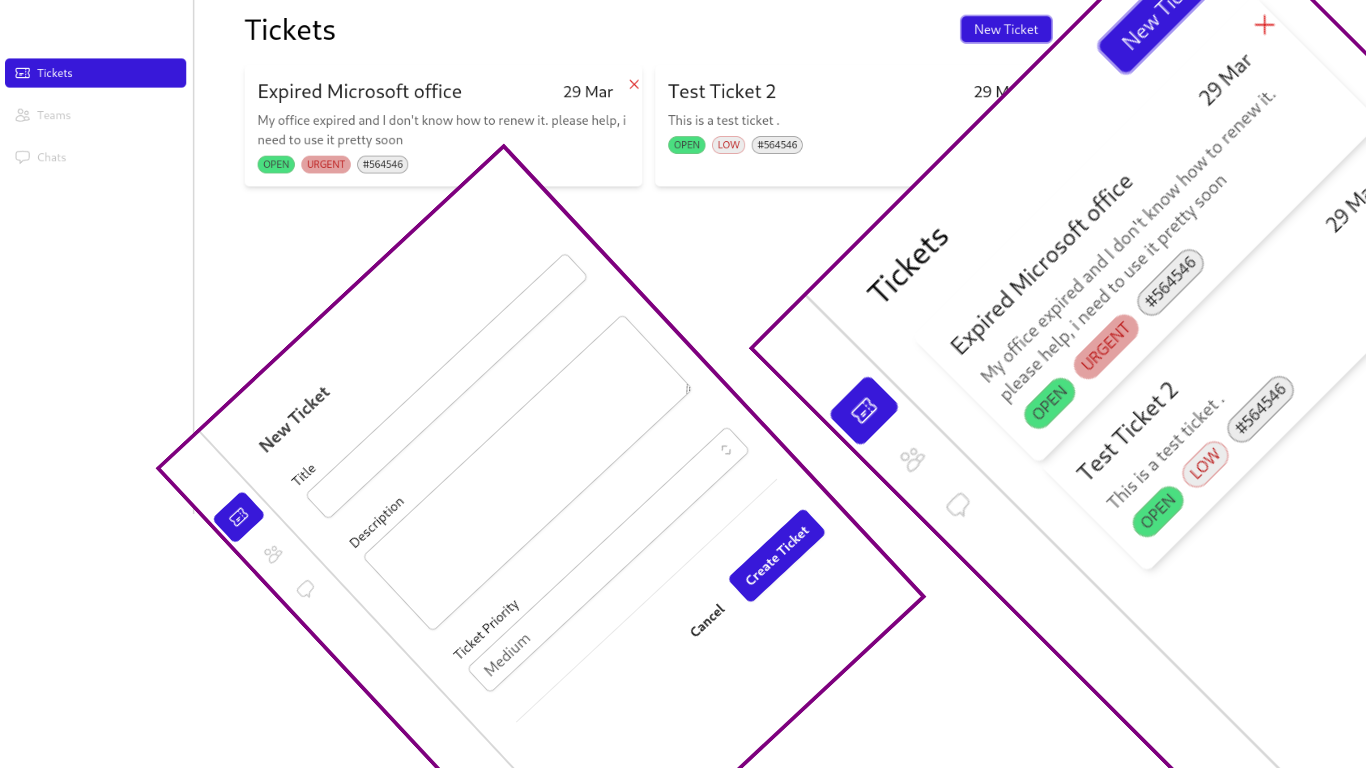 Tickets
Teams
Chats
Tickets
New Ticket
Expired Microsoft office
29 Mar
My office expired and I don't know how to renew it. please help, i
need to use it pretty soon
OPEN
URGENT
#564546
Test Ticket 2
29 M
This is a test ticket .
OPEN
LOW
#564546
New Ticket
Title
Description
Ticket Priority
Medium
Cancel
Create Ticket
Tickets
New Tic
Expired Microsoft office
29 Mar
My office expired and I don't know how to renew it.
please help, i need to use it pretty soon
OPEN
URGENT
#564546
Test Ticket 2
29 Ma
This is a test ticket .
OPEN
LOW
#564546